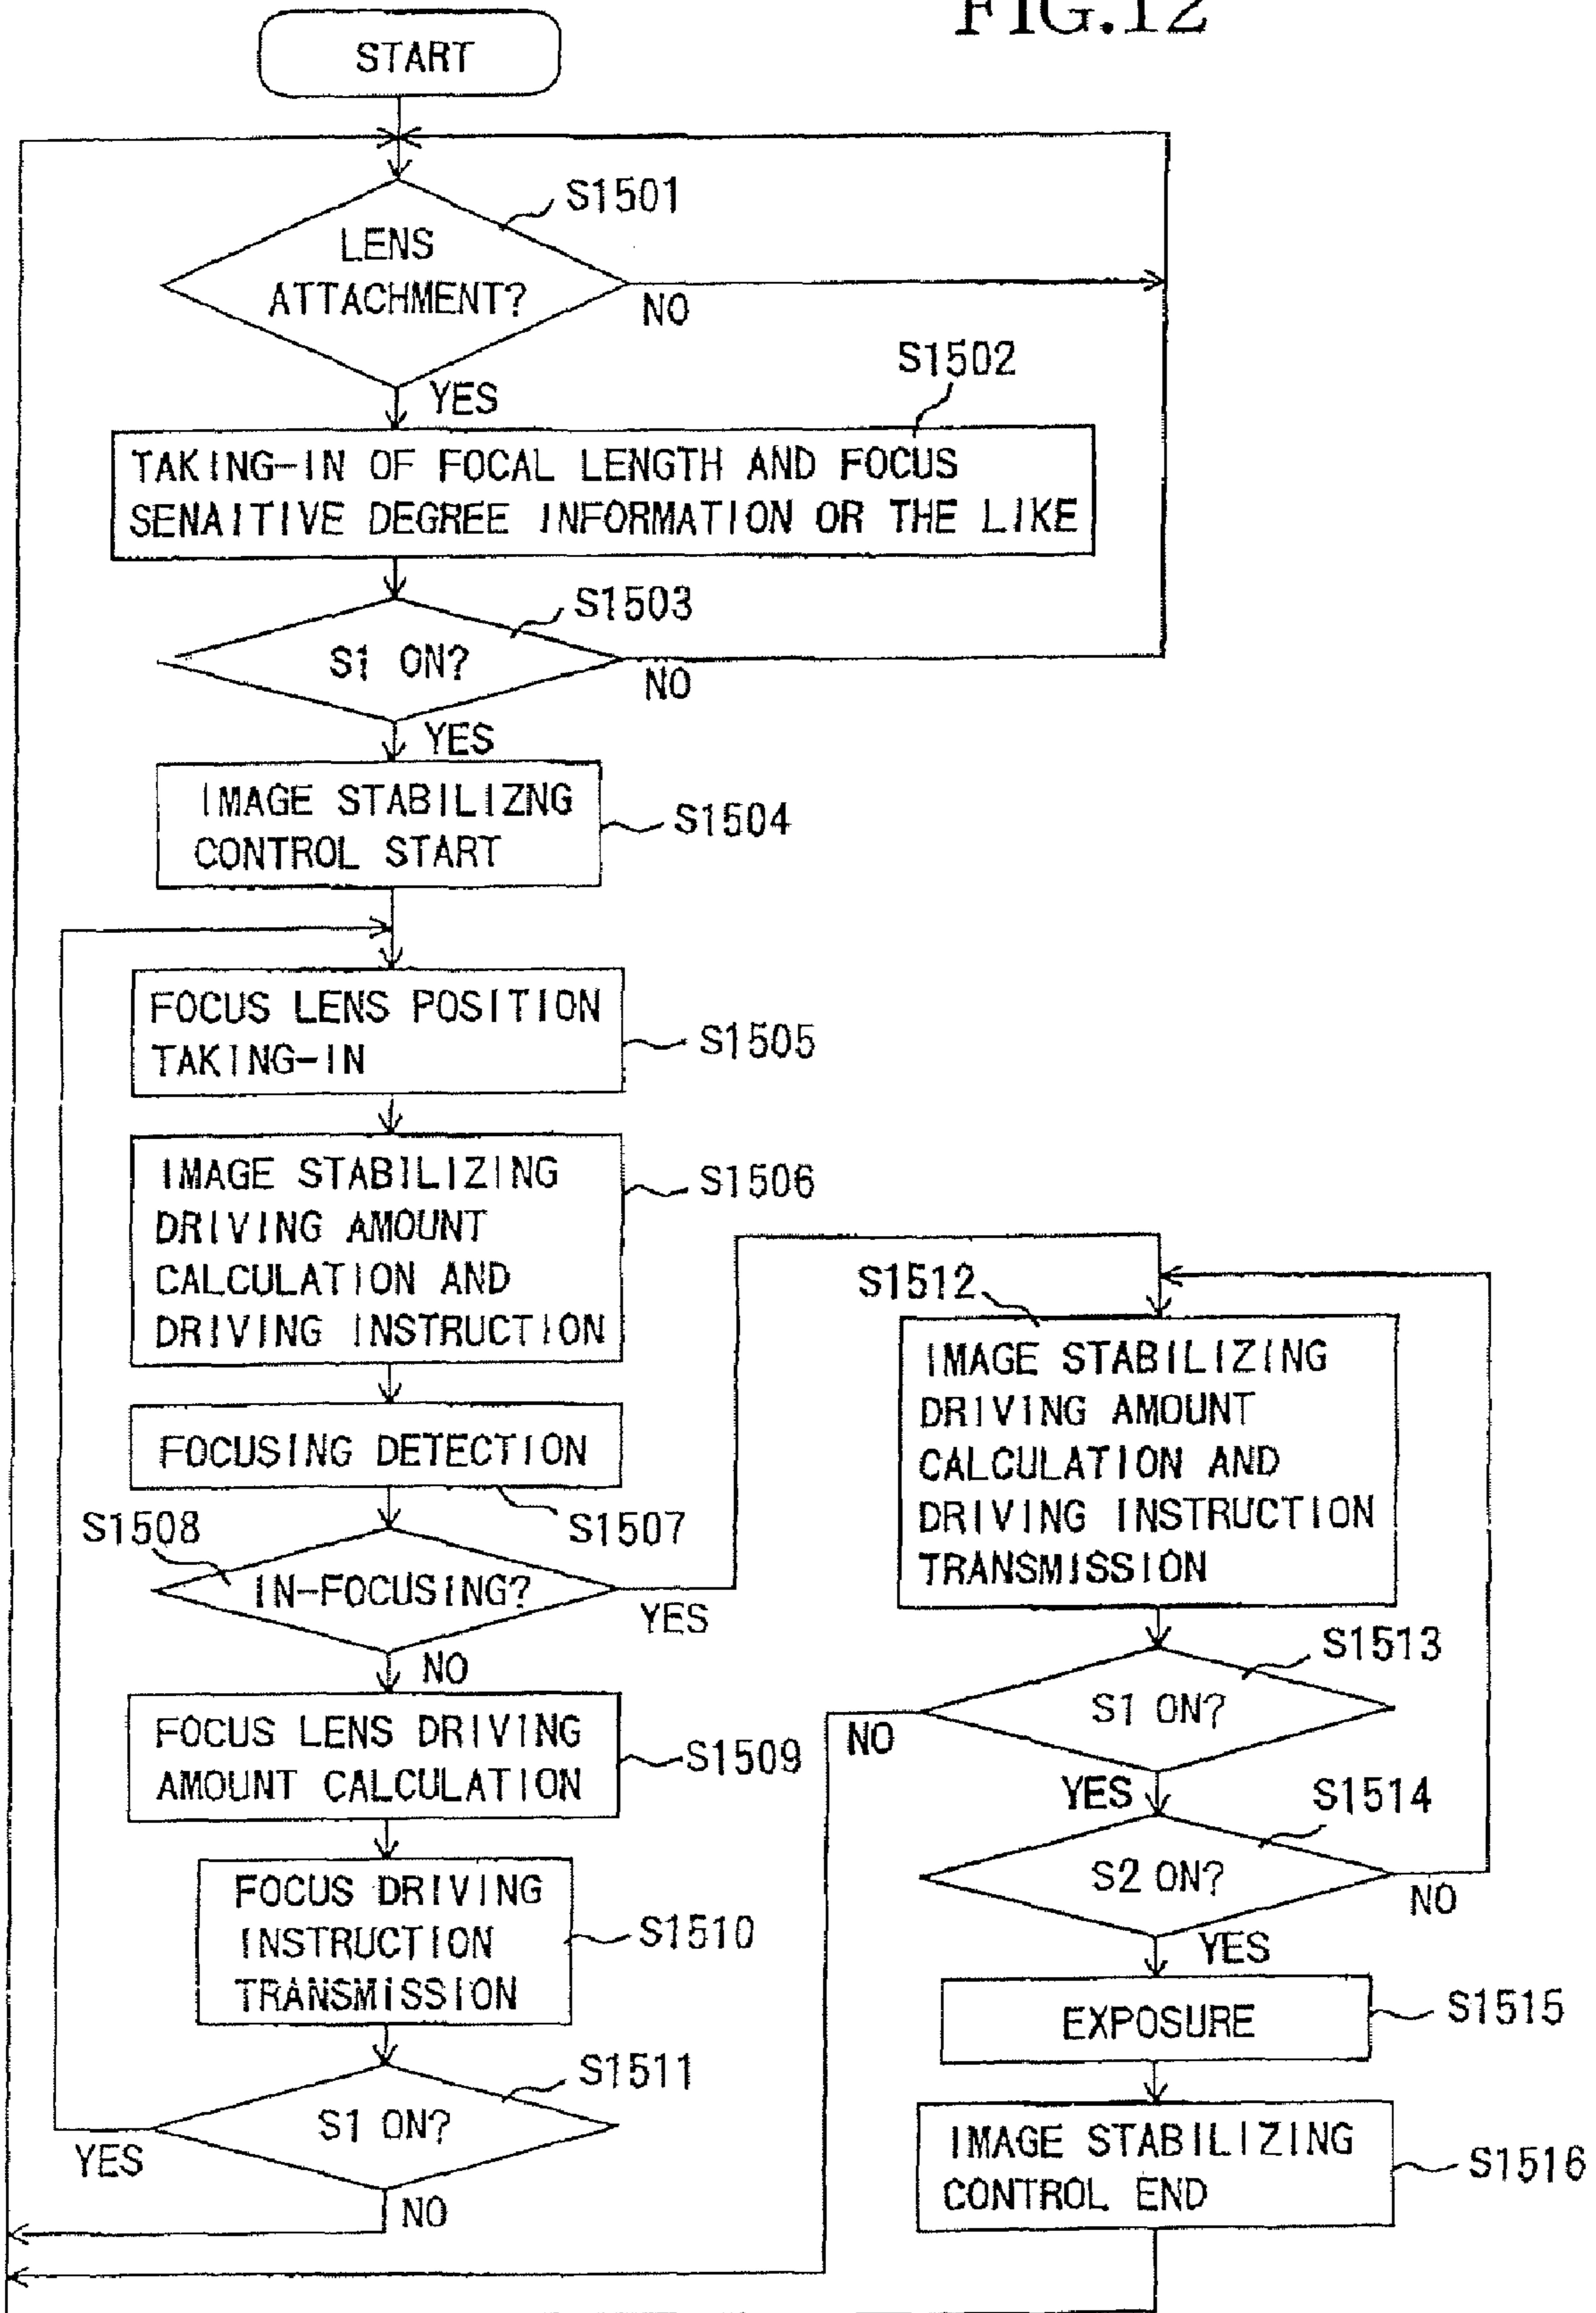 FIG.12
START
S1501
LENS
ATTACHMENT?
NO
YES
S1502
TAKING-IN OF FOCAL LENGTH AND FOCUS
SENAITIVE DEGREE INFORMATION OR THE LIKE
S1503
S1 ON?
NO
YES
IMAGE STABILIZNG
CONTROL START
S1504
FOCUS LENS POSITION
TAKING-IN
S1505
IMAGE STABILIZING
DRIVING AMOUNT
CALCULATION AND
DRIVING INSTRUCTION
S1506
FOCUSING DETECTION
S1507
S1508
IN-FOCUSING?
YES
NO
FOCUS LENS DRIVING
AMOUNT CALCULATION
S1509
FOCUS DRIVING
INSTRUCTION
TRANSMISSION
S1510
S1511
S1 ON?
YES
NO
S1512
IMAGE STABILIZING
DRIVING AMOUNT
CALCULATION AND
DRIVING INSTRUCTION
TRANSMISSION
S1513
S1 ON?
NO
YES
S1514
S2 ON?
NO
YES
EXPOSURE
S1515
IMAGE STABILIZING
CONTROL END
S1516